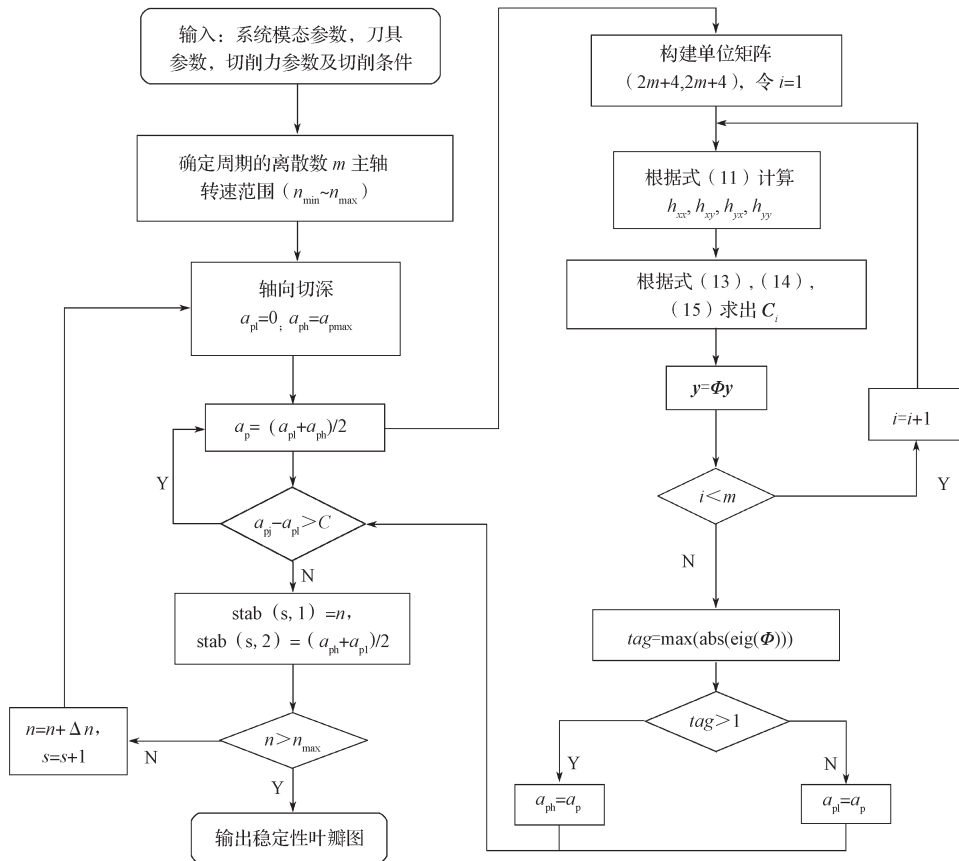 输入：系统模态参数，刀具
参数，切削力参数及切削条件
确定周期的离散数 m 主轴
转速范围（n_min~n_max）
轴向切深
a_pl=0; a_ph=a_pmax
a_p=（a_pl+a_ph)/2
Y
a_pj−a_pl＞C
N
stab（s, 1）=n,
stab（s, 2）=（a_ph+a_p1)/2
n=n+Δn,
s=s+1
N
n＞n_max
Y
输出稳定性叶瓣图
构建单位矩阵
（2m+4,2m+4），令 i=1
根据式（11）计算
h_xx, h_xy, h_yx, h_yy
根据式（13）,（14）,
（15）求出 C_i
y=Φy
i=i+1
i＜m
Y
N
tag=max(abs(eig(Φ)))
tag＞1
Y
N
a_ph=a_p
a_pl=a_p